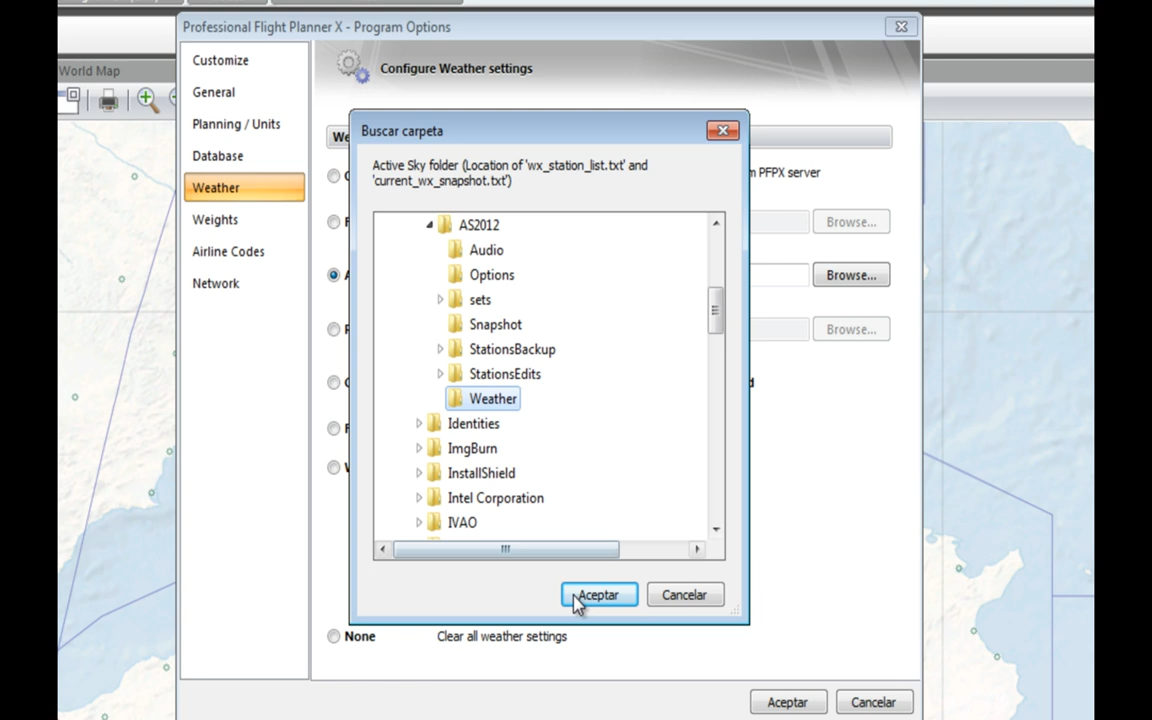 Professional Flight Planner X - Program Options
World Map
Customize
General
Planning / Units
Database
Weather
Weights
Airline Codes
Network
Configure Weather settings
We
PFPX server
Browse...
Browse...
Browse...
Buscar carpeta
Active Sky folder (Location of 'wx_station_list.txt' and
'current_wx_snapshot.txt')
AS2012
Audio
Options
sets
Snapshot
StationsBackup
StationsEdits
Weather
Identities
ImgBurn
InstallShield
Intel Corporation
IVAO
Aceptar
Cancelar
None
Clear all weather settings
Aceptar
Cancelar